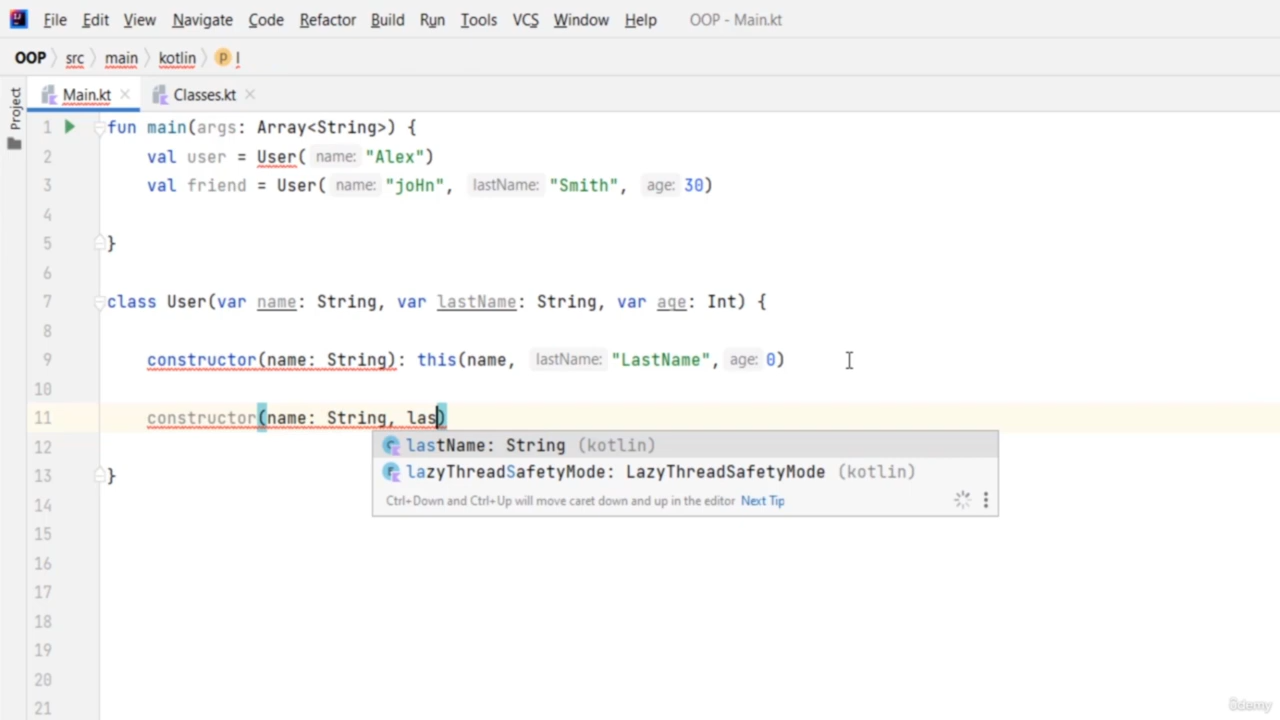 File Edit View Navigate Code Refactor Build Run Tools VCS Window Help OOP - Main.kt
OOP src main kotlin p l
Project
Main.kt Classes.kt
1 fun main(args: Array<String>) {
2 val user = User( name: "Alex")
3 val friend = User( name: "joHn", lastName: "Smith", age: 30)
4
5 }
6
7 class User(var name: String, var lastName: String, var age: Int) {
8
9 constructor(name: String): this(name, lastName: "LastName", age: 0)
10
11 constructor(name: String, las)
lastName: String (kotlin)
12
lazyThreadSafetyMode: LazyThreadSafetyMode (kotlin)
13 }
Ctrl+Down and Ctrl+Up will move caret down and up in the editor Next Tip
14
15
16
17
18
19
20
21
ûdemy